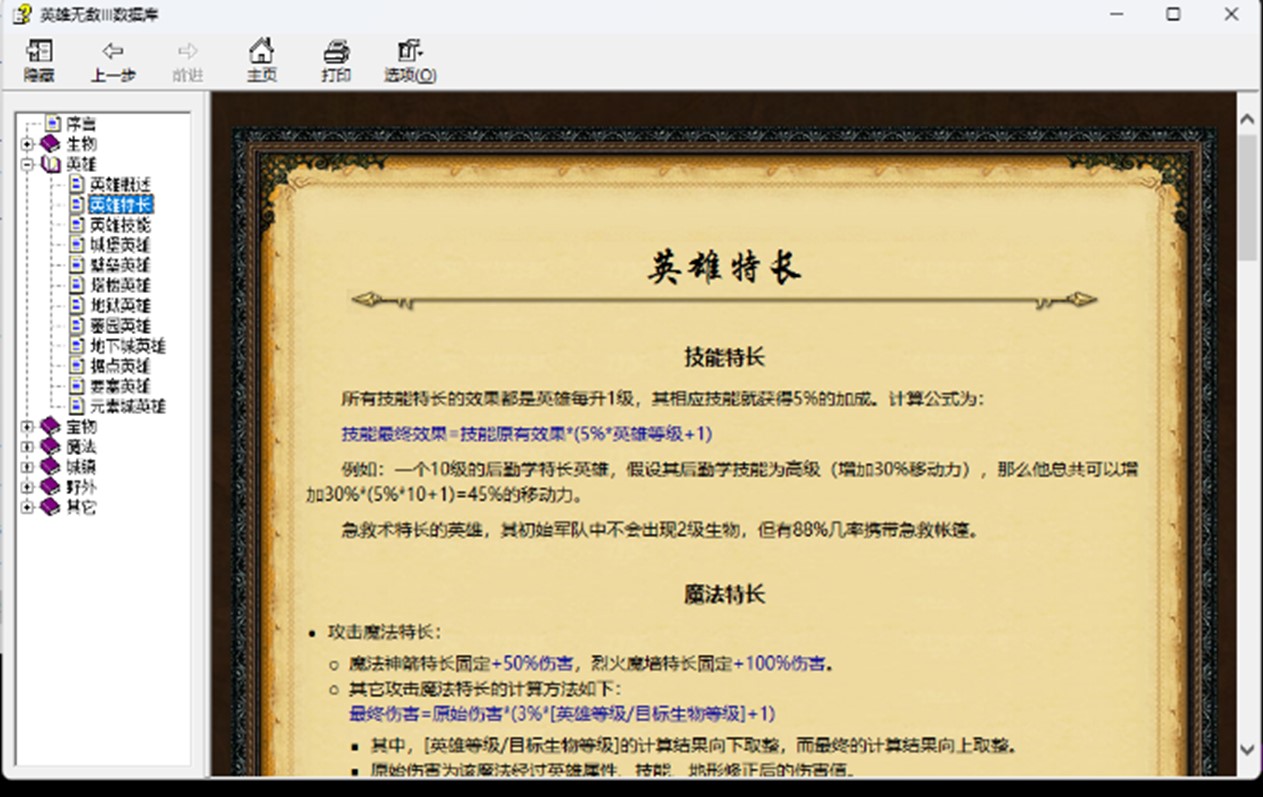 英雄无敌III数据库
隐藏 上一步 前进 主页 打印 选项(O)
序言
生物
英雄
英雄概述
英雄特长
英雄技能
城堡英雄
壁垒英雄
塔楼英雄
地狱英雄
墓园英雄
地下城英雄
据点英雄
要塞英雄
元素城英雄
宝物
魔法
城镇
野外
其它
英雄特长
技能特长
所有技能特长的效果都是英雄每升1级，其相应技能就获得5%的加成。计算公式为：
技能最终效果=技能原有效果*(5%*英雄等级+1)
例如：一个10级的后勤学特长英雄，假设其后勤学技能为高级（增加30%移动力），那么他总共可以增
加30%*(5%*10+1)=45%的移动力。
急救术特长的英雄，其初始军队中不会出现2级生物，但有88%几率携带急救帐篷。
魔法特长
• 攻击魔法特长：
○ 魔法神箭特长固定+50%伤害，烈火魔墙特长固定+100%伤害。
○ 其它攻击魔法特长的计算方法如下：
最终伤害=原始伤害*(3%*[英雄等级/目标生物等级]+1)
▪ 其中，[英雄等级/目标生物等级]的计算结果向下取整，而最终的计算结果向上取整。
▪ 原始伤害为该魔法经过英雄属性、技能、地形修正后的伤害值。